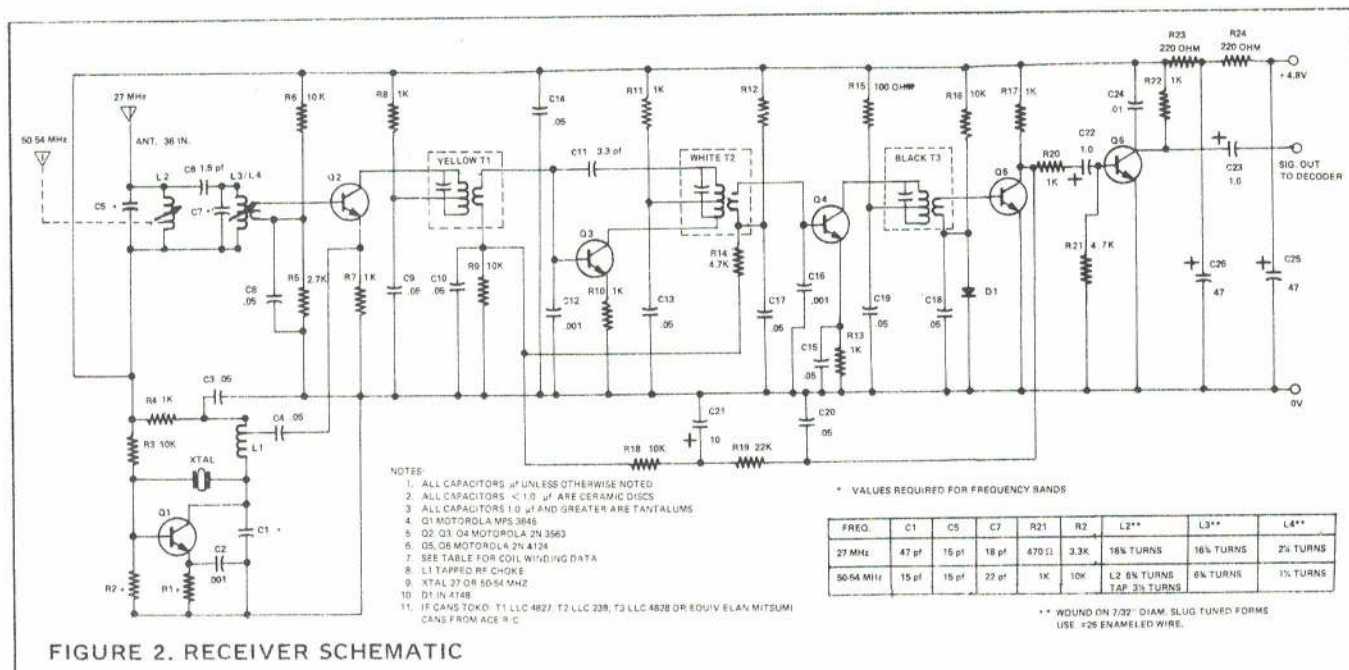 27 MHz
ANT. 36 IN.
50-54 MHz
C5 *
L2
C6 1.5 pf
C7 *
L3/L4
R6 10K
Q2
R8 1K
C8
.05
R5 2.7K
R7 1K
C9
.05
C10
.05
YELLOW T1
R9 10K
C14
.05
C11 3.3 pf
Q3
R10 1K
C12
.001
R11
1K
C13
.05
WHITE T2
R12
R14
4.7K
C17
.05
C16
.001
Q4
C15
.05
R13
1K
R15
100 OHM
C19
.05
BLACK T3
C18
.05
R16
10K
D1
R17 1K
Q5
R20
1K
C22
1.0
+
R21 4.7K
Q6
C24
.01
R22
1K
R23
220 OHM
R24
220 OHM
+4.8V
+
C23
1.0
SIG. OUT
TO DECODER
+
C26
47
+
C25
47
0V
C3 .05
R4 1K
C4 .05
L1
R3 10K
XTAL
Q1
C1 *
C2
.001
R2 *
R1 *
R18 10K
C21
10
+
R19 22K
C20
.05
NOTES:
1. ALL CAPACITORS µf UNLESS OTHERWISE NOTED
2. ALL CAPACITORS < 1.0 µf ARE CERAMIC DISCS
3 ALL CAPACITORS 1.0 µf AND GREATER ARE TANTALUMS
4. Q1 MOTOROLA MPS 3646
5 Q2, Q3, Q4 MOTOROLA 2N 3563
6 Q5, Q6 MOTOROLA 2N 4124
7 SEE TABLE FOR COIL WINDING DATA
8. L1 TAPPED RF CHOKE
9. XTAL 27 OR 50-54 MHZ
10. D1 IN 4148
11. IF CANS TOKO: T1 LLC 4827, T2 LLC 238, T3 LLC 4828 OR EQUIV ELAN MITSUMI
CANS FROM ACE R/C
* VALUES REQUIRED FOR FREQUENCY BANDS
FREQ. C1 C5 C7 R21 R2 L2** L3** L4**
27 MHz 47 pf 15 pf 18 pf 470 Ω 3.3K TURNS TURNS TURNS
50-54 MHz 15 pf 15 pf 22 pf 1K 10K L2 TURNS TURNS TURNS
TAP 3½ TURNS
** WOUND ON 7/32" DIAM. SLUG TUNED FORMS
USE #26 ENAMELED WIRE.
FIGURE 2. RECEIVER SCHEMATIC